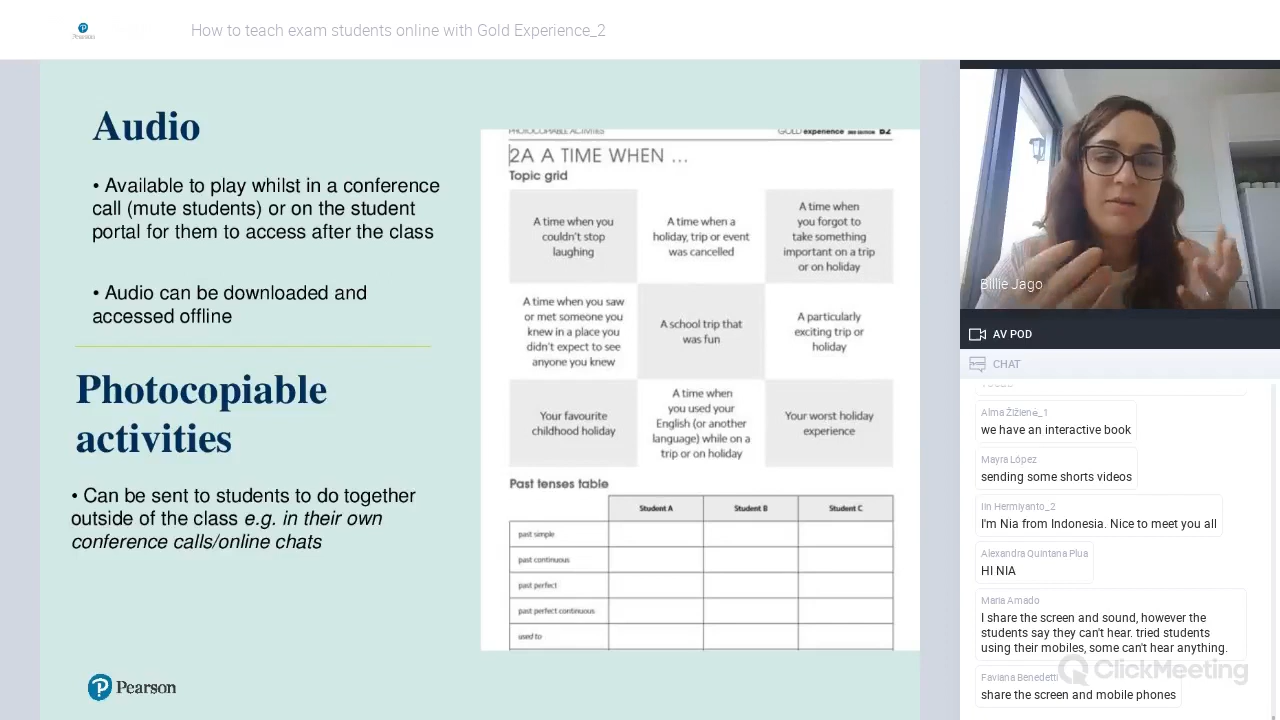 Pearson
How to teach exam students online with Gold Experience_2
Audio
• Available to play whilst in a conference
call (mute students) or on the student
portal for them to access after the class
• Audio can be downloaded and
accessed offline
Photocopiable
activities
• Can be sent to students to do together
outside of the class e.g. in their own
conference calls/online chats
Pearson
PHOTOCOPIABLE ACTIVITIES
GOLD experience 2ND EDITION B2
2A A TIME WHEN ...
Topic grid
A time when you
couldn't stop
laughing
A time when a
holiday, trip or event
was cancelled
A time when
you forgot to
take something
important on a trip
or on holiday
A time when you saw
or met someone you
knew in a place you
didn't expect to see
anyone you knew
A school trip that
was fun
A particularly
exciting trip or
holiday
Your favourite
childhood holiday
A time when
you used your
English (or another
language) while on a
trip or on holiday
Your worst holiday
experience
Past tenses table
Student A
Student B
Student C
past simple
past continuous
past perfect
past perfect continuous
used to
Billie Jago
AV POD
CHAT
Alma Žižiene_1
we have an interactive book
Mayra López
sending some shorts videos
Iin Hermiyanto_2
I'm Nia from Indonesia. Nice to meet you all
Alexandra Quintana Plua
HI NIA
Maria Amado
I share the screen and sound, however the
students say they can't hear. tried students
using their mobiles, some can't hear anything.
ClickMeeting
Faviana Benedetti
share the screen and mobile phones